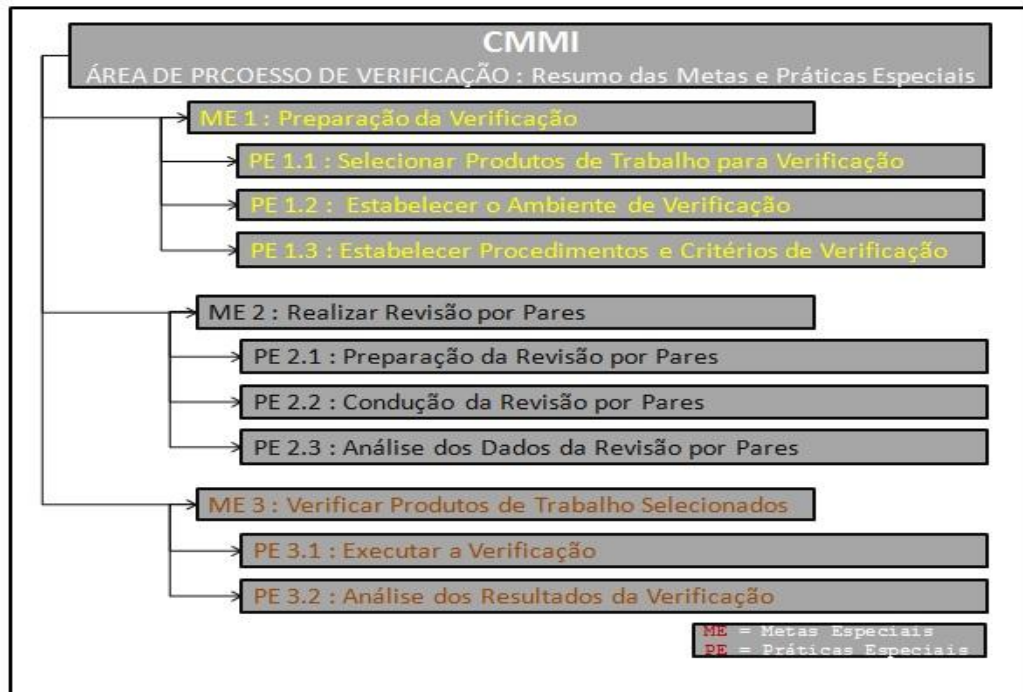 CMMI
ÁREA DE PRCOESSO DE VERIFICAÇÃO : Resumo das Metas e Práticas Especiais
ME 1 : Preparação da Verificação
PE 1.1 : Selecionar Produtos de Trabalho para Verificação
PE 1.2 : Estabelecer o Ambiente de Verificação
PE 1.3 : Estabelecer Procedimentos e Critérios de Verificação
ME 2 : Realizar Revisão por Pares
PE 2.1 : Preparação da Revisão por Pares
PE 2.2 : Condução da Revisão por Pares
PE 2.3 : Análise dos Dados da Revisão por Pares
ME 3 : Verificar Produtos de Trabalho Selecionados
PE 3.1 : Executar a Verificação
PE 3.2 : Análise dos Resultados da Verificação
ME = Metas Especiais
PE = Práticas Especiais